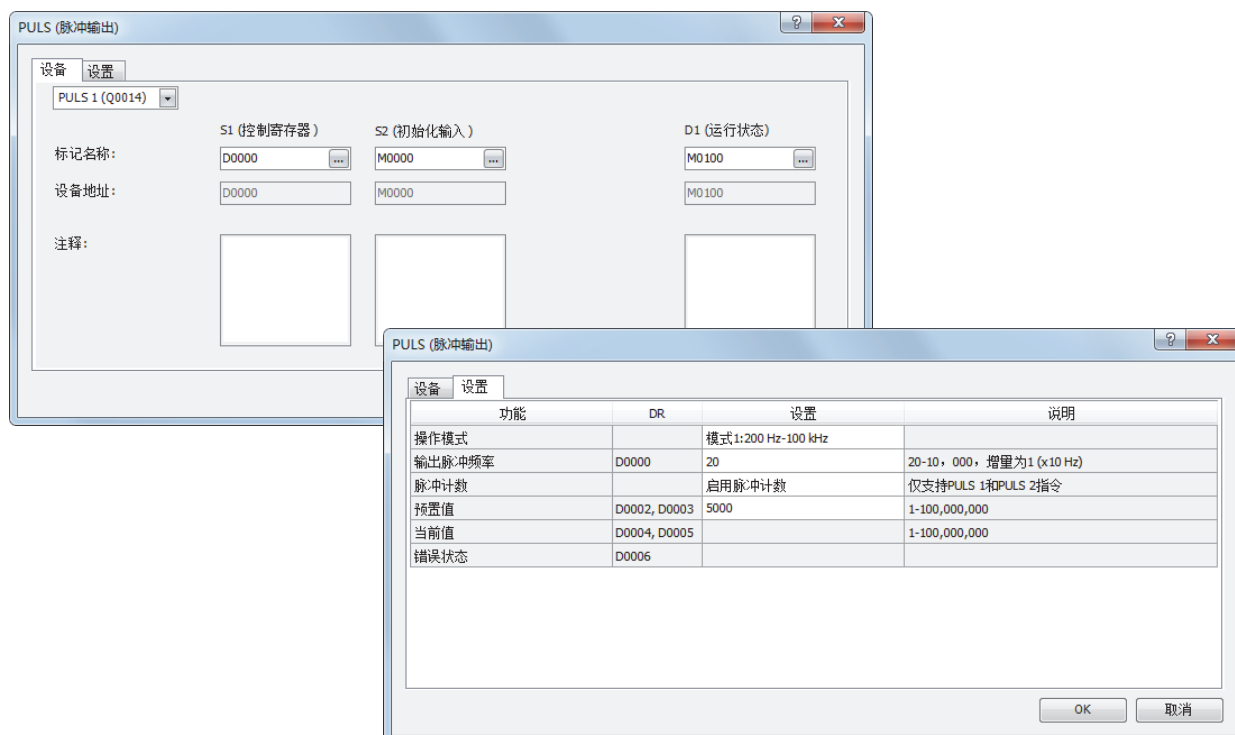 PULS (脉冲输出)
设备 设置
PULS 1 (Q0014)
S1 (控制寄存器) S2 (初始化输入) D1 (运行状态)
标记名称: D0000 ... M0000 ... M0100 ...
设备地址: D0000 M0000 M0100
注释:
PULS (脉冲输出)
设备 设置
功能 DR 设置 说明
操作模式 模式1:200 Hz-100 kHz
输出脉冲频率 D0000 20 20-10，000，增量为1 (x10 Hz)
脉冲计数 启用脉冲计数 仅支持PULS 1和PULS 2指令
预置值 D0002, D0003 5000 1-100,000,000
当前值 D0004, D0005 1-100,000,000
错误状态 D0006
OK 取消